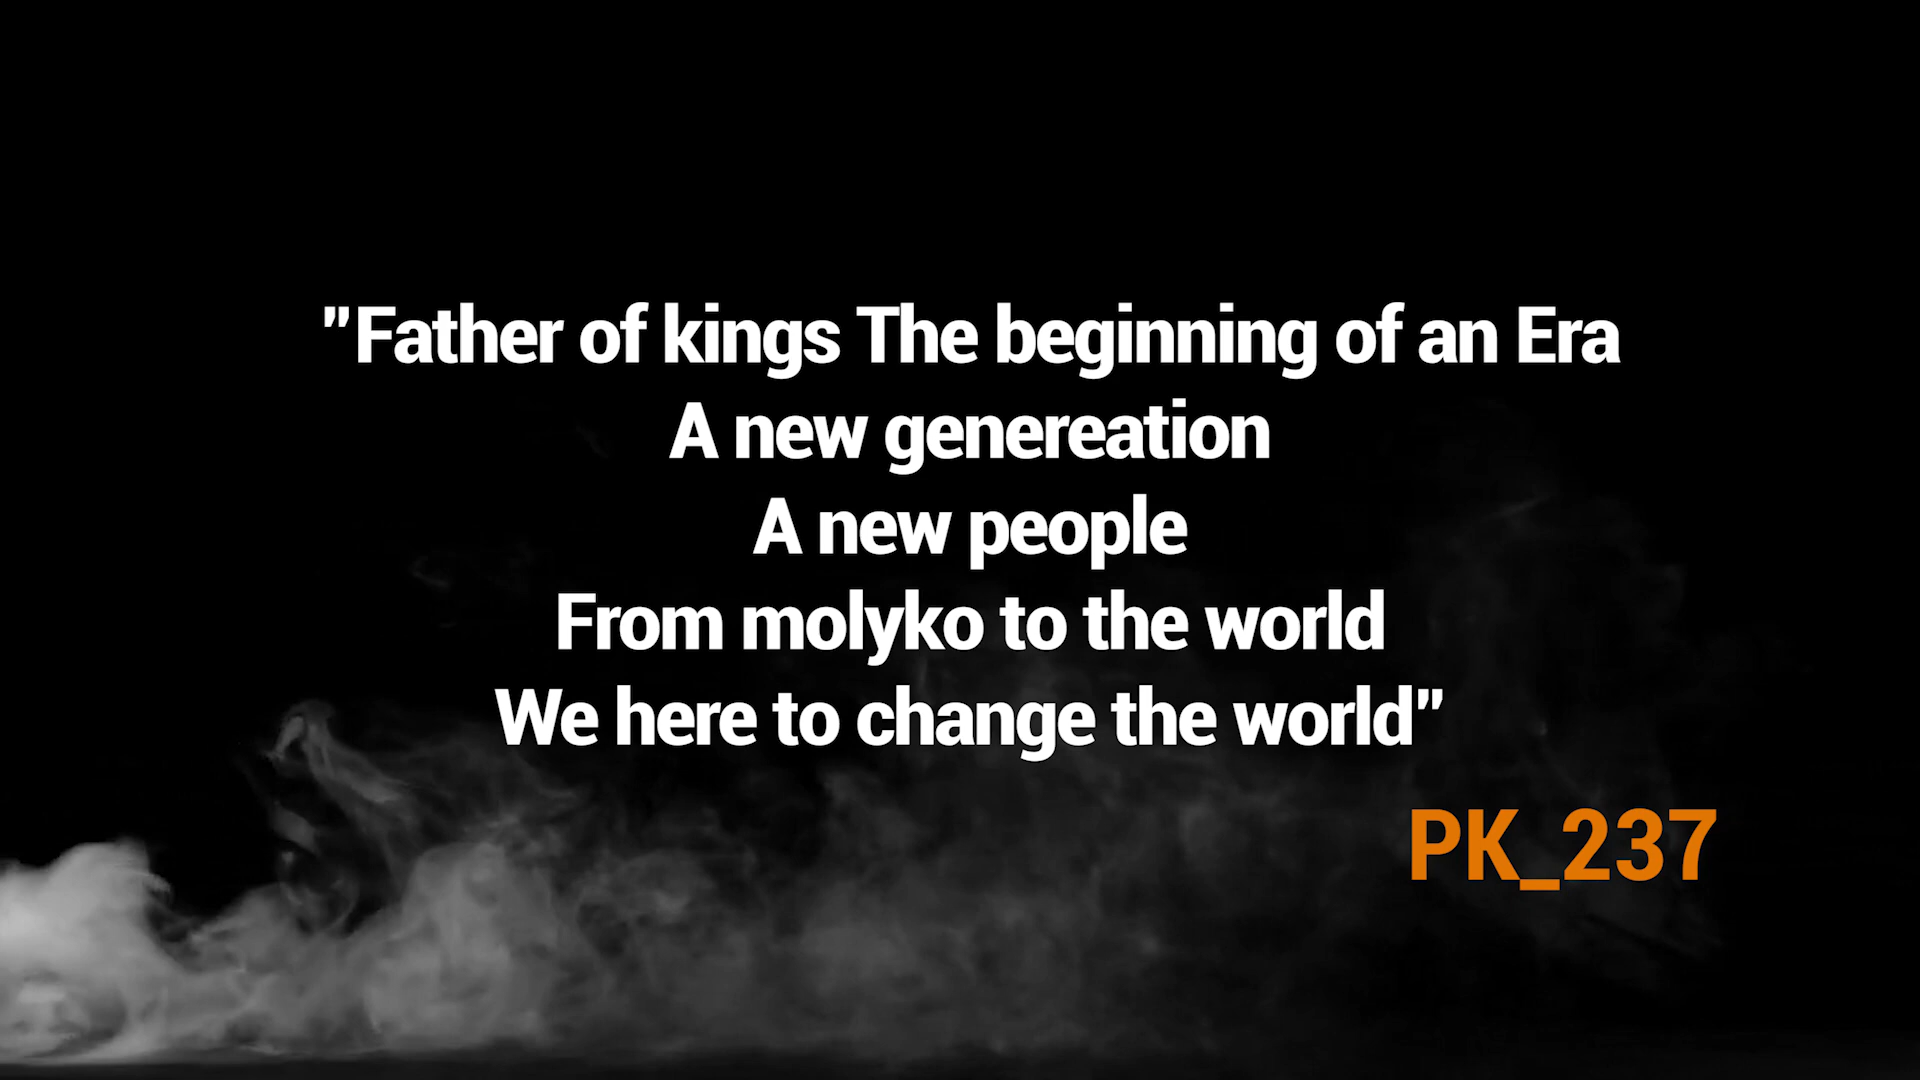 "Father of kings The beginning of an Era
A new genereation
A new people
From molyko to the world
We here to change the world"
PK_237